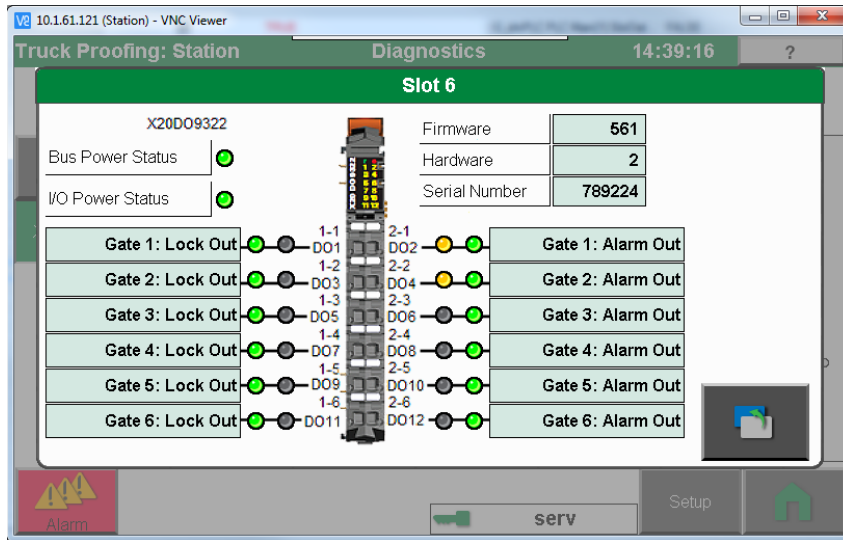 10.1.61.121 (Station) - VNC Viewer
Truck Proofing: Station Diagnostics 14:39:16 ?
Slot 6
X20DO9322
Bus Power Status
I/O Power Status
Firmware 561
Hardware 2
Serial Number 789224
Gate 1: Lock Out 1-1 DO1 2-1 DO2 Gate 1: Alarm Out
Gate 2: Lock Out 1-2 DO3 2-2 DO4 Gate 2: Alarm Out
Gate 3: Lock Out 1-3 DO5 2-3 DO6 Gate 3: Alarm Out
Gate 4: Lock Out 1-4 DO7 2-4 DO8 Gate 4: Alarm Out
Gate 5: Lock Out 1-5 DO9 2-5 DO10 Gate 5: Alarm Out
Gate 6: Lock Out 1-6 DO11 2-6 DO12 Gate 6: Alarm Out
Alarm
serv
Setup